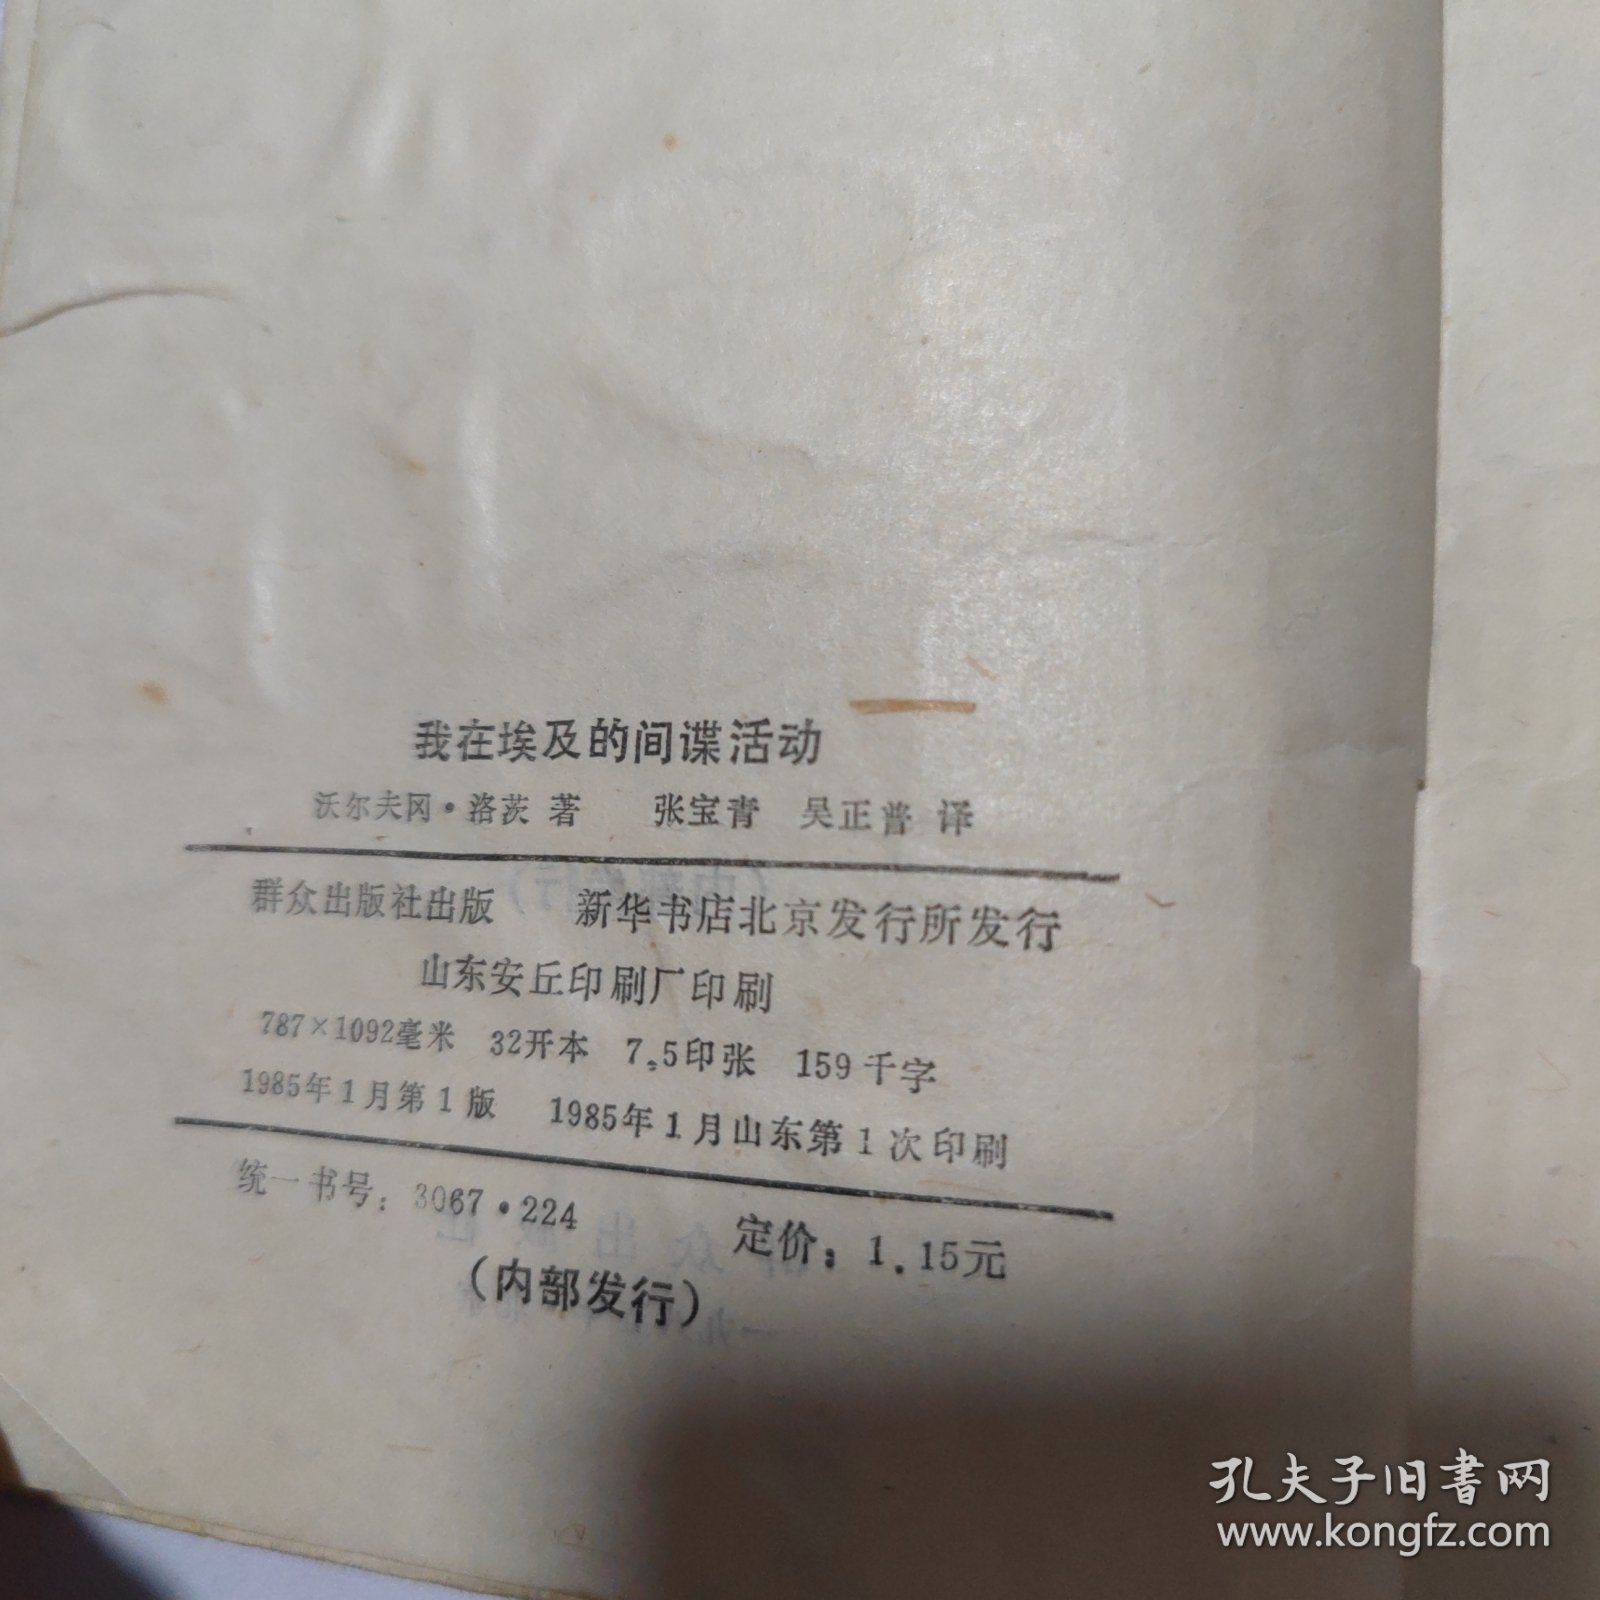 我在埃及的间谍活动
沃尔夫冈·洛茨 著 张宝青 吴正普 译
群众出版社出版 新华书店北京发行所发行
山东安丘印刷厂印刷
787×1092毫米 32开本 7.5印张 159千字
1985年1月第1版 1985年1月山东第1次印刷
统一书号：3067·224 定价：1.15元
（内部发行）
孔夫子旧书网
www.kongfz.com